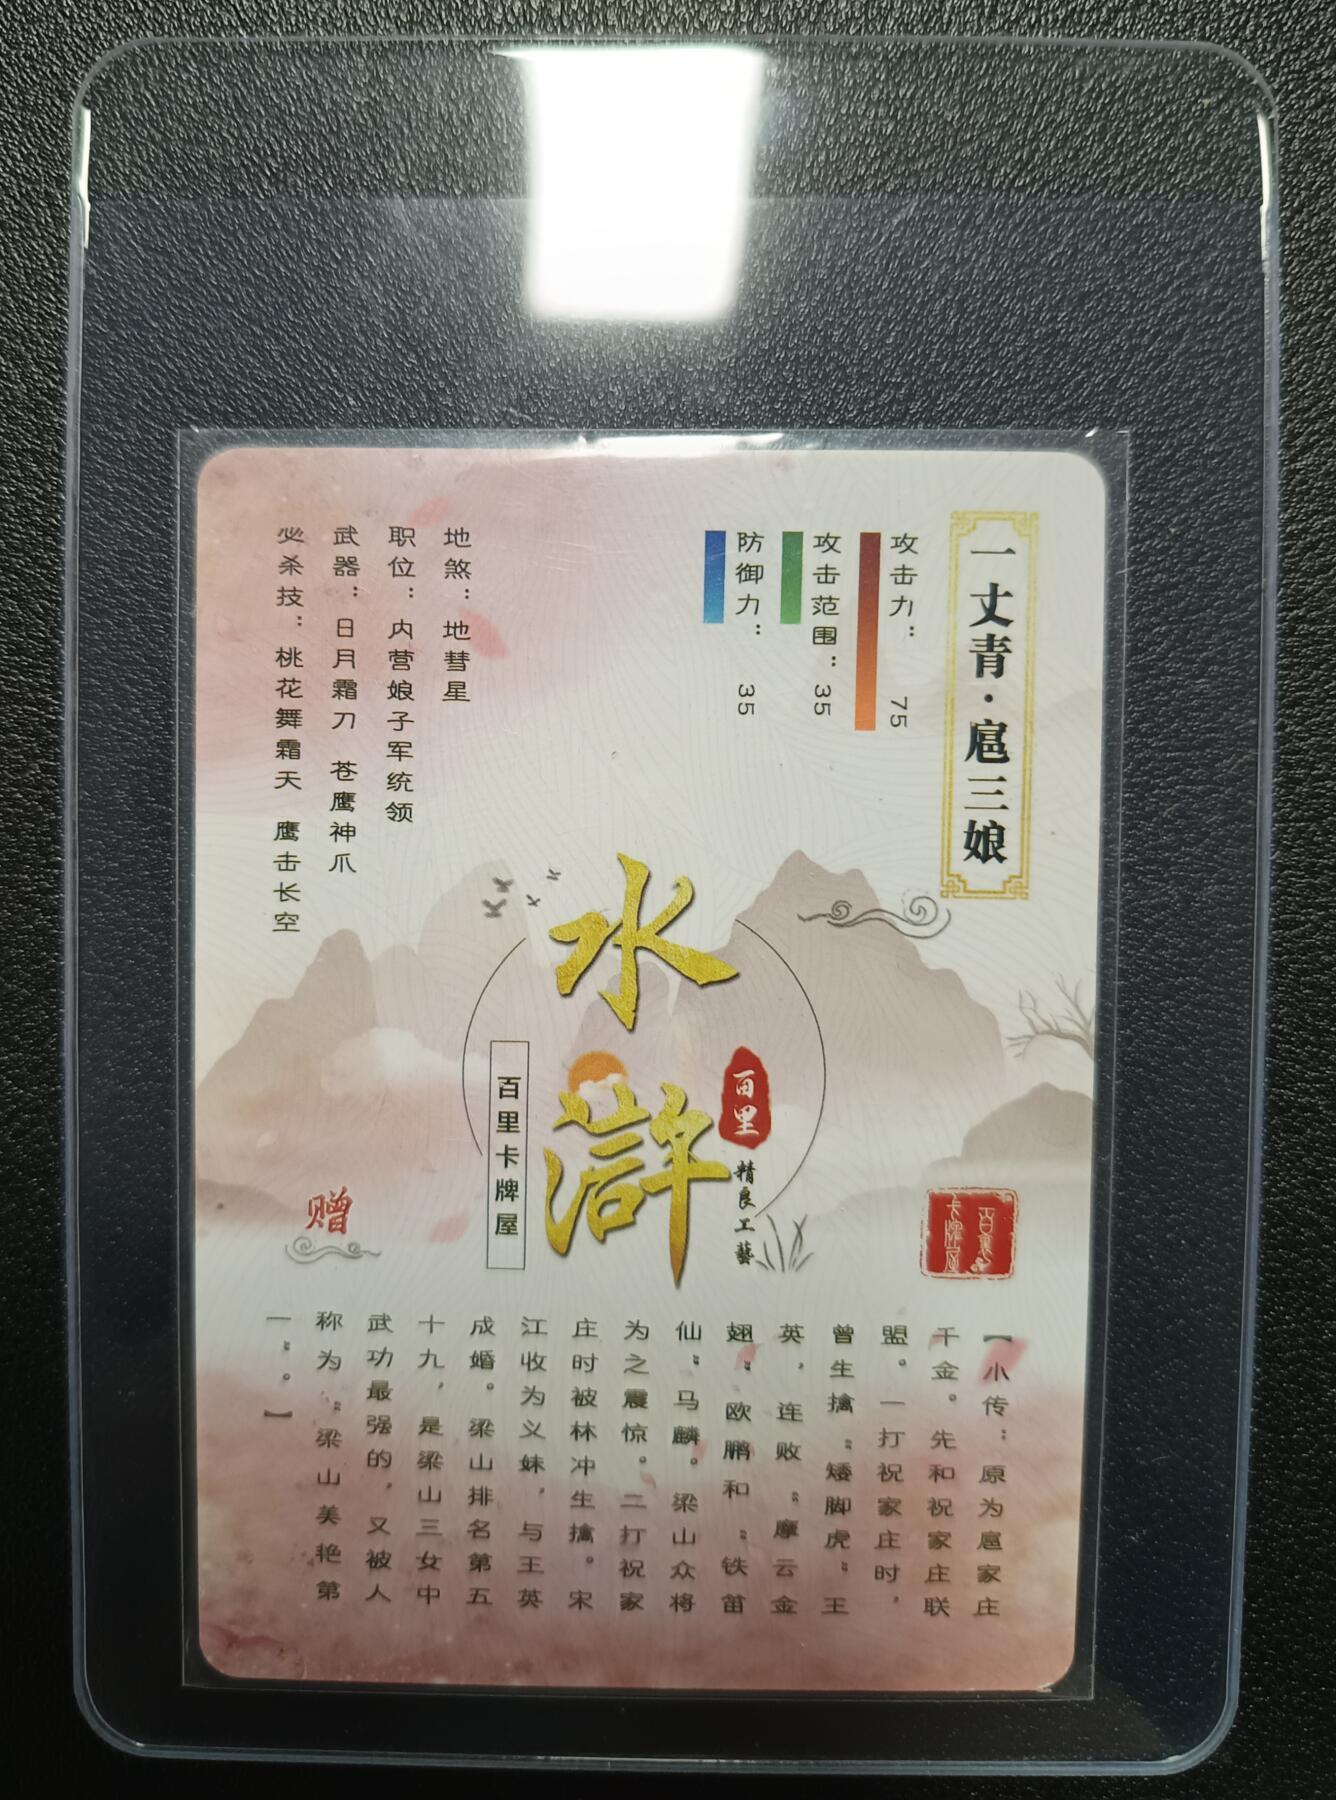 一丈青·扈三娘
攻击力： 75
攻击范围：35
防御力： 35
地煞：地彗星
职位：内营娘子军统领
武器：日月霜刀 苍鹰神爪
必杀技：桃花舞霜天 鹰击长空
水浒
百里
精良工藝
百里卡牌屋
百里
卡牌屋
赠
【小传：原为扈家庄
千金。先和祝家庄联
盟。一打祝家庄时，
曾生擒“矮脚虎”王
英，连败“摩云金
翅”欧鹏和“铁笛
仙”马麟。梁山众将
为之震惊。二打祝家
庄时被林冲生擒。宋
江收为义妹，与王英
成婚。梁山排名第五
十九，是梁山三女中
武功最强的，又被人
称为“梁山美艳第
一”。】